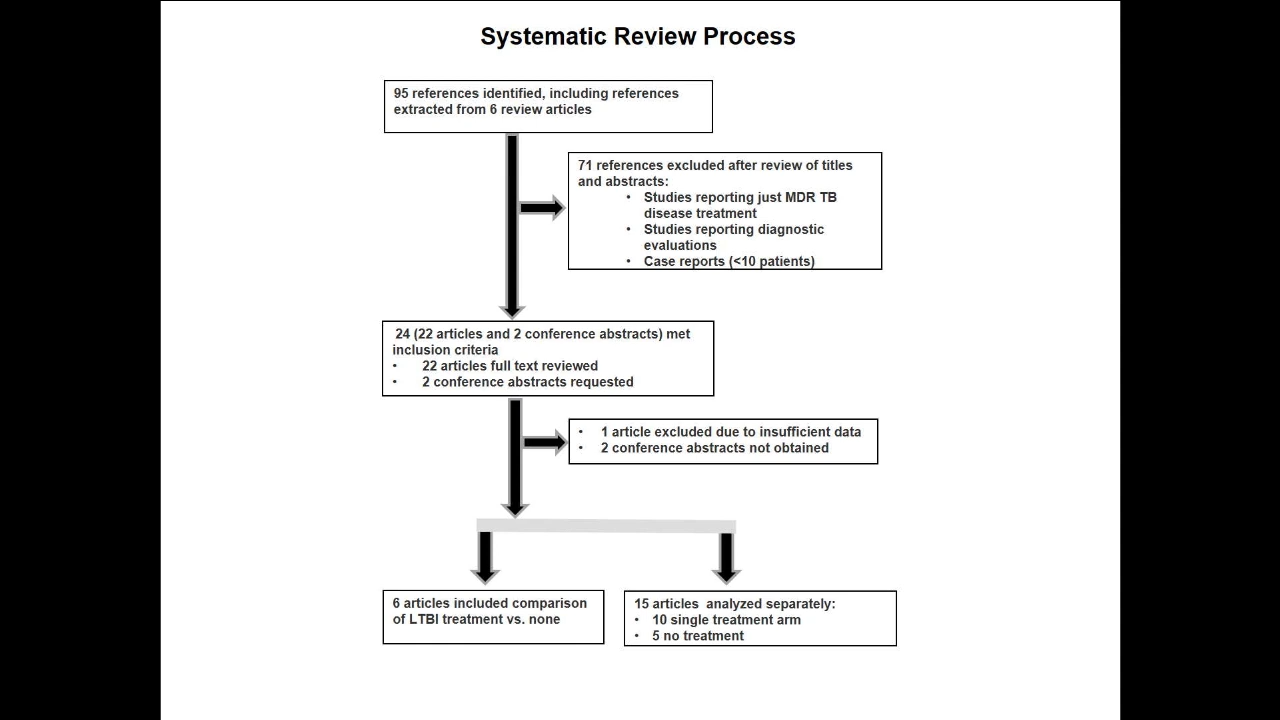 Systematic Review Process
95 references identified, including references
extracted from 6 review articles
71 references excluded after review of titles
and abstracts:
• Studies reporting just MDR TB
disease treatment
• Studies reporting diagnostic
evaluations
• Case reports (<10 patients)
24 (22 articles and 2 conference abstracts) met
inclusion criteria
• 22 articles full text reviewed
• 2 conference abstracts requested
• 1 article excluded due to insufficient data
• 2 conference abstracts not obtained
6 articles included comparison
of LTBI treatment vs. none
15 articles analyzed separately:
• 10 single treatment arm
• 5 no treatment